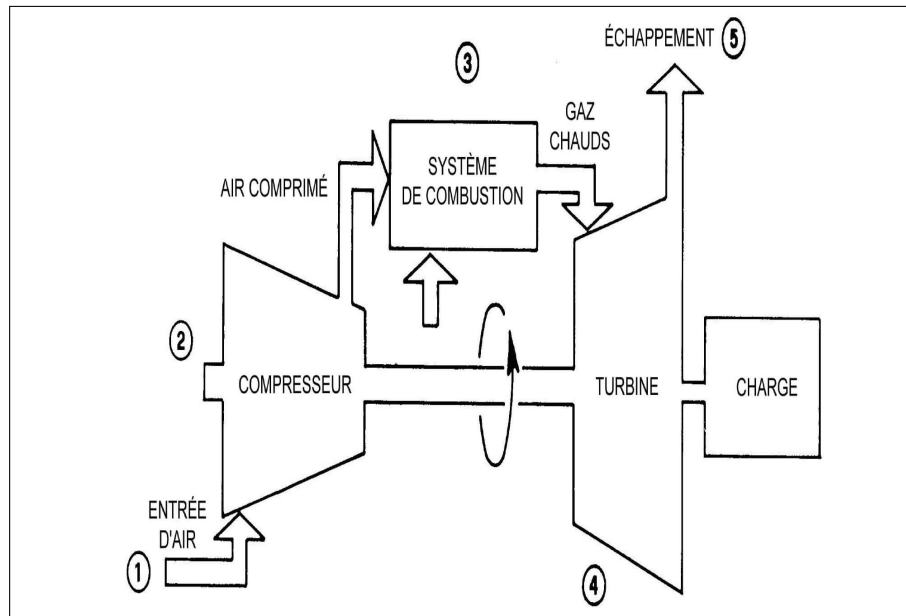 ÉCHAPPEMENT 5
3
GAZ
CHAUDS
SYSTÈME
DE COMBUSTION
AIR COMPRIMÉ
2
COMPRESSEUR
TURBINE
CHARGE
ENTRÉE
D'AIR
1
4